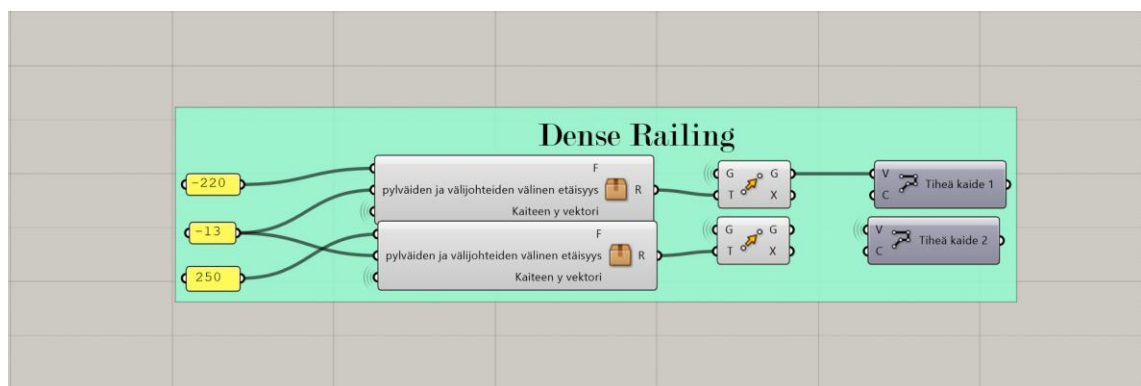 Dense Railing
-220
-13
250
F
pylväiden ja välijohteiden välinen etäisyys
Kaiteen y vektori
R
F
pylväiden ja välijohteiden välinen etäisyys
Kaiteen y vektori
R
G G
T X
G G
T X
V
C
Tiheä kaide 1
V
C
Tiheä kaide 2